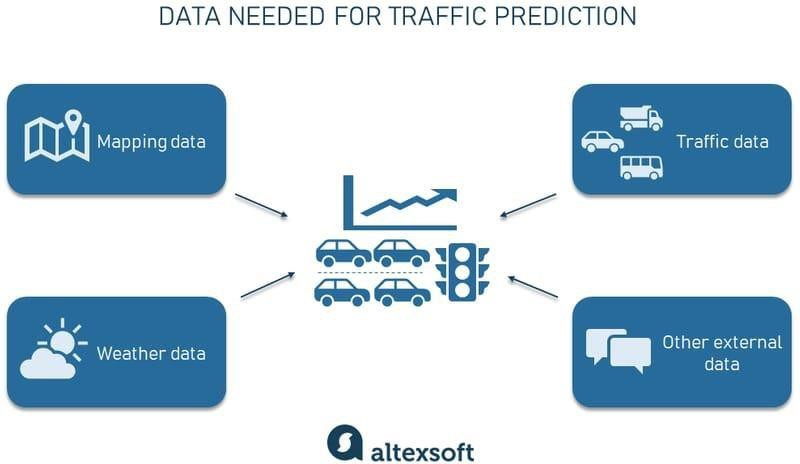 DATA NEEDED FOR TRAFFIC PREDICTION
Mapping data
Traffic data
Weather data
Other external
data
altexsoft